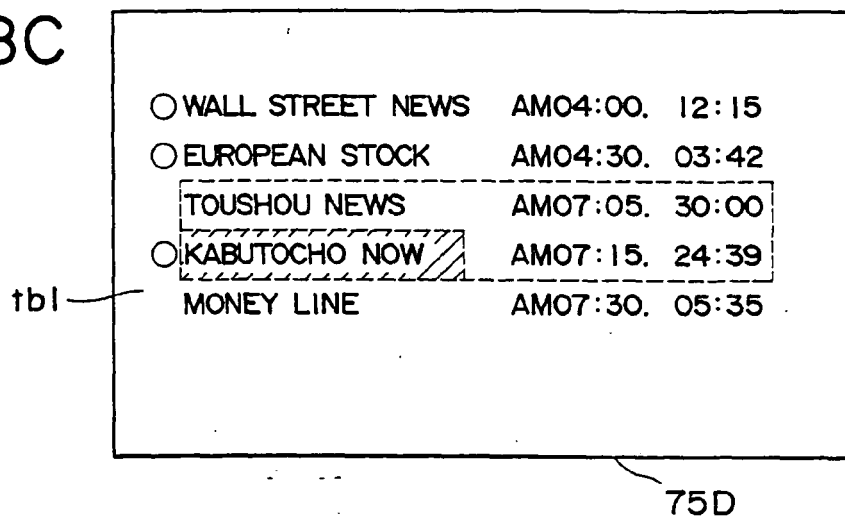 3C
○ WALL STREET NEWS AM04:00. 12:15
○ EUROPEAN STOCK AM04:30. 03:42
TOUSHOU NEWS AM07:05. 30:00
○ KABUTOCHO NOW AM07:15. 24:39
tbl
MONEY LINE AM07:30. 05:35
75D